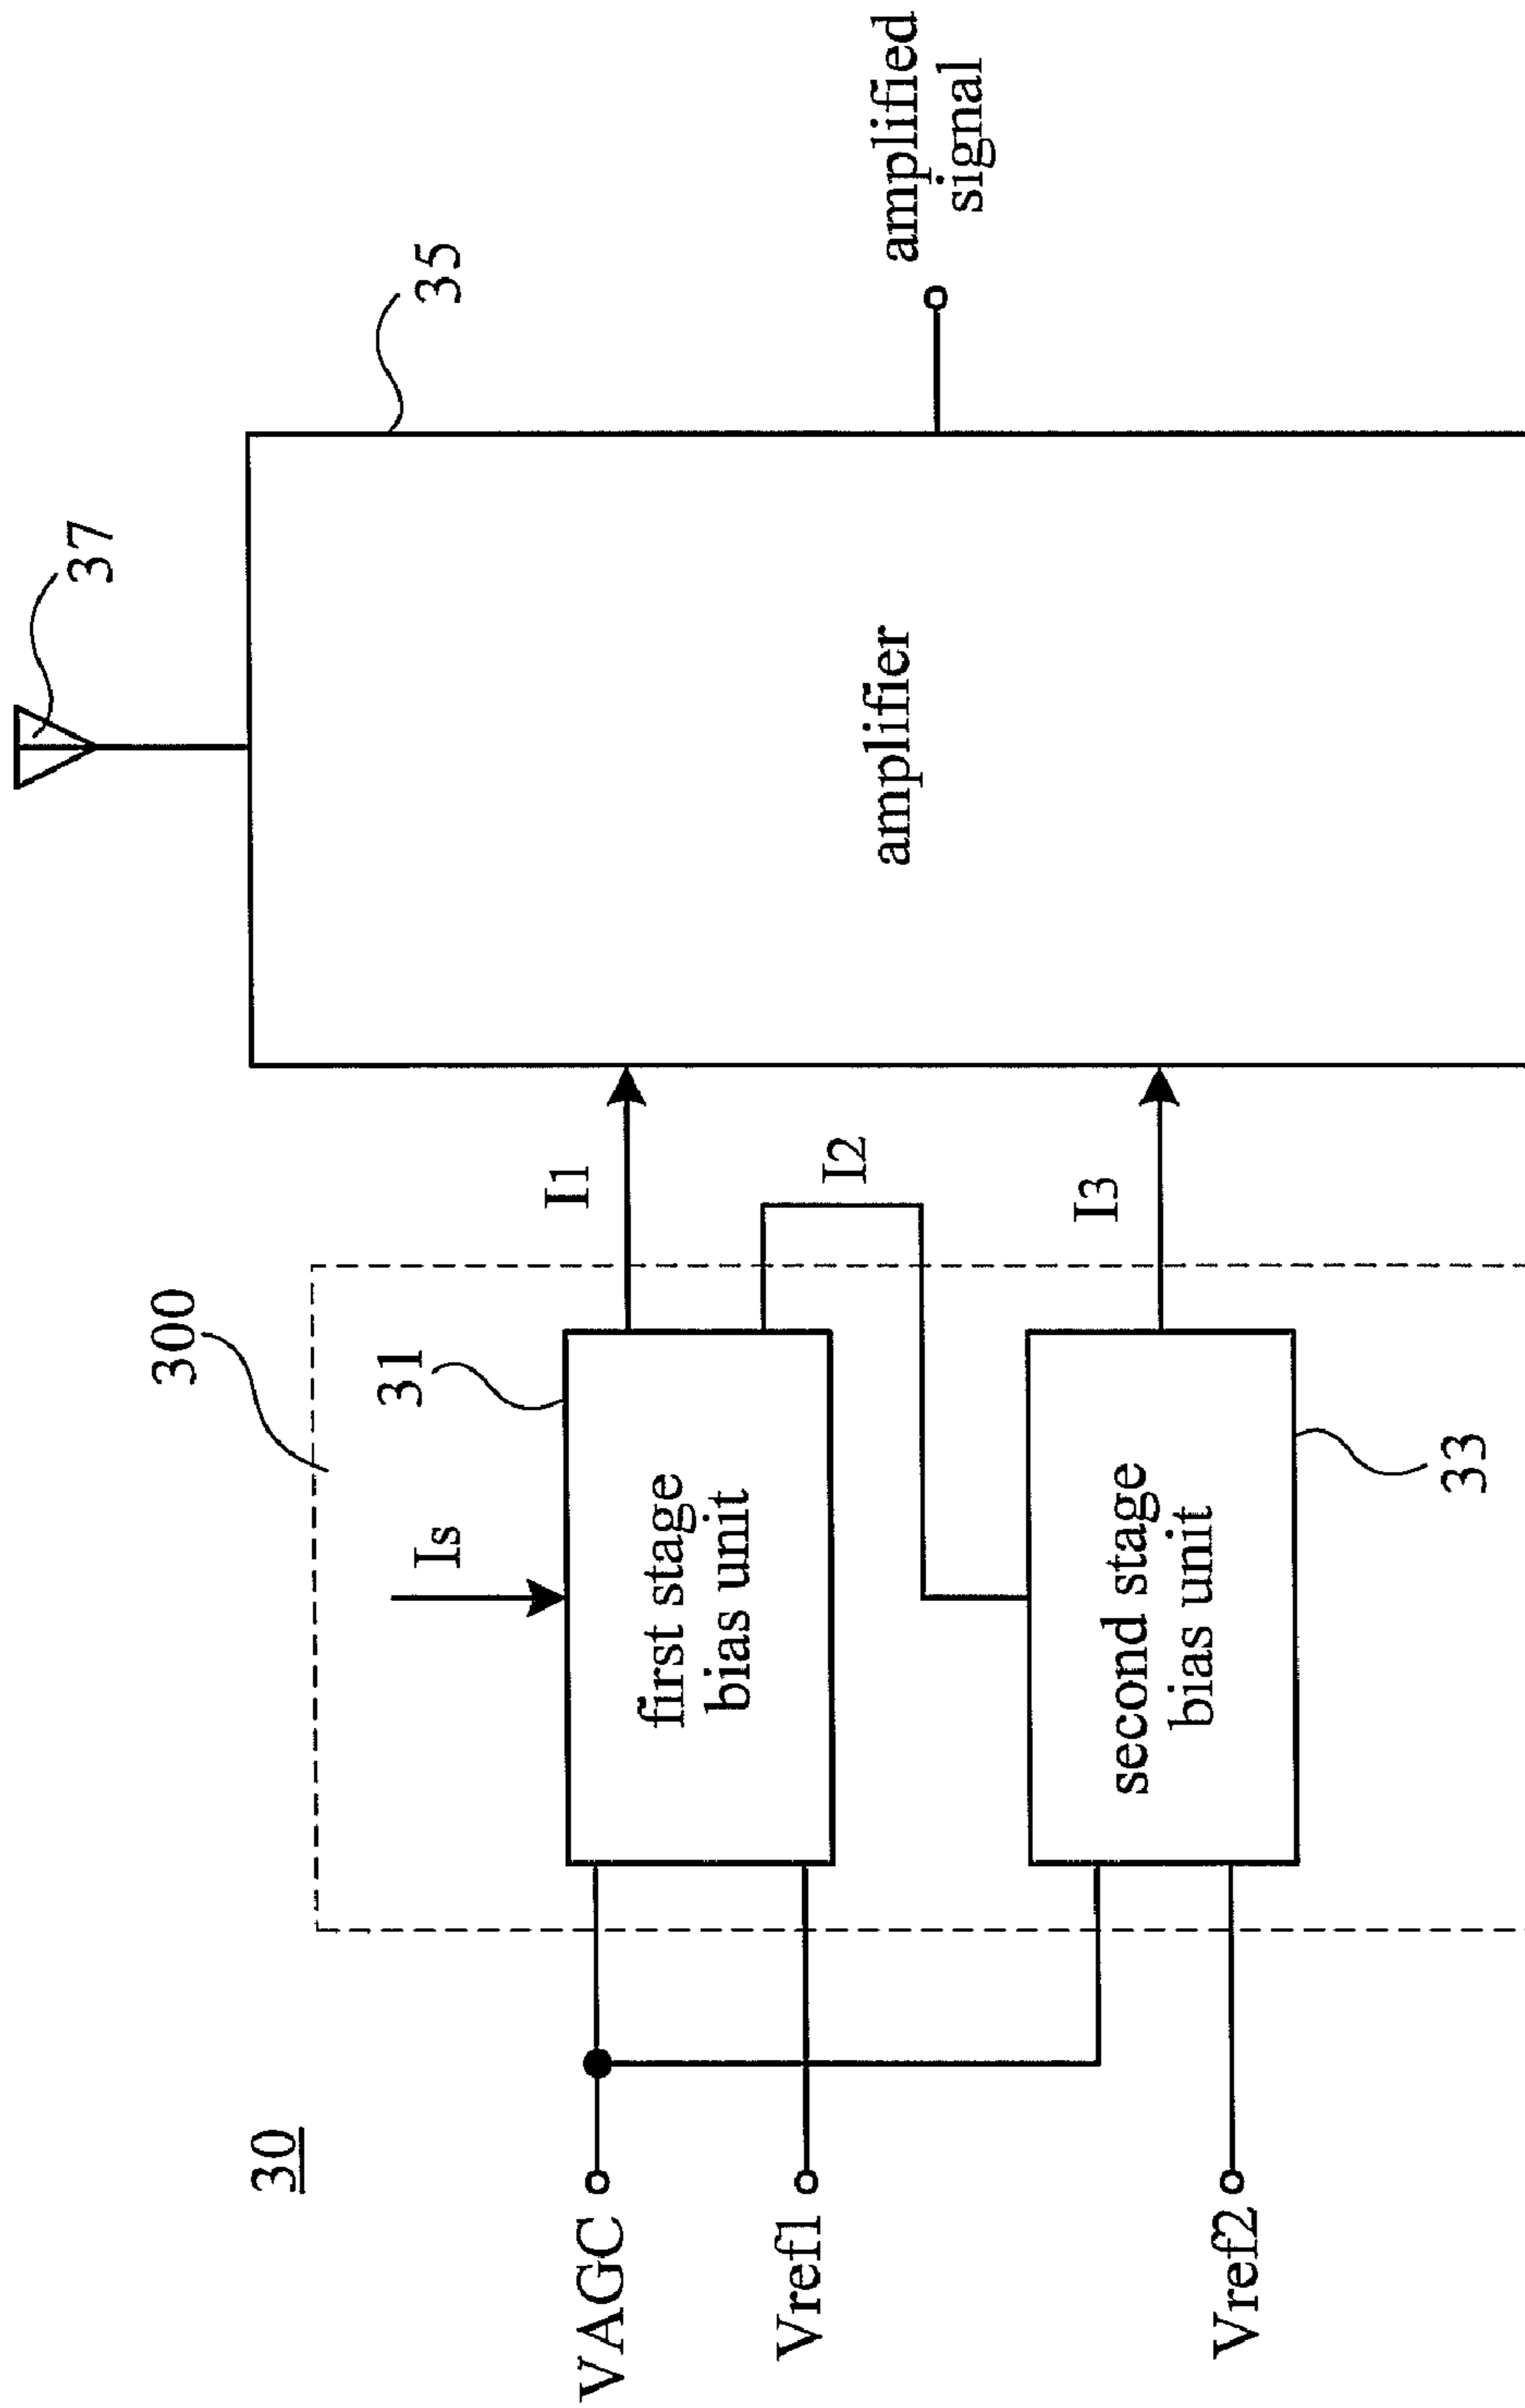 30
300
37
35
VAGC
Vref1
Vref2
Is
31
first stage
bias unit
I1
I2
second stage
bias unit
33
I3
amplifier
amplified
signal